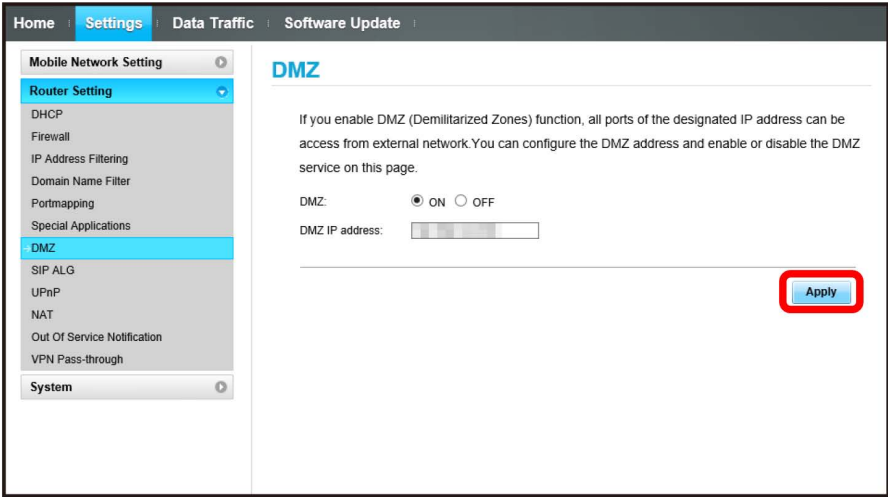 Home Settings Data Traffic Software Update
Mobile Network Setting
Router Setting
DHCP
Firewall
IP Address Filtering
Domain Name Filter
Portmapping
Special Applications
DMZ
SIP ALG
UPnP
NAT
Out Of Service Notification
VPN Pass-through
System
DMZ
If you enable DMZ (Demilitarized Zones) function, all ports of the designated IP address can be
access from external network.You can configure the DMZ address and enable or disable the DMZ
service on this page.
DMZ: ON OFF
DMZ IP address:
Apply